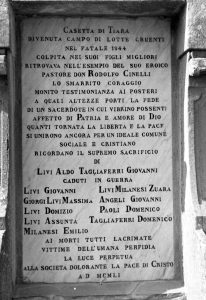 CASETTA DI TIARA
DIVENUTA CAMPO DI LOTTE CRUENTI
NEL FATALE 1944
COLPITA NEI SUOI FIGLI MIGLIORI
RITROVAVA NELL'ESEMPIO DEL SUO EROICO
PASTORE DON RODOLFO CINELLI
LO SMARRITO CORAGGIO
MONITO TESTIMONIANZA AI POSTERI
A QUALI ALTEZZE PORTI LA FEDE
DI UN SACERDOTE IN CUI VIBRINO POSSENTI
AFFETTO DI PATRIA E AMORE DI DIO
QUANTI TORNATA LA LIBERTÀ E LA PACE
SI UNIRONO ANCORA PER UN IDEALE COMUNE
SOCIALE E CRISTIANO
RICORDANO IL SUPREMO SACRIFICIO
DI
LIVI ALDO TAGLIAFERRI GIOVANNI
CADUTI IN GUERRA
LIVI GIOVANNI LIVI MILANESI ZUARA
GIORGI LIVI MASSIMA ANGELI GIOVANNI
LIVI DOMIZIO PAOLI DOMENICO
LIVI ASSUNTA TAGLIAFERRI DOMENICO
MILANESI EMILIO
AI MORTI TUTTI LACRIMATE
VITTIME DELL'UMANA PERFIDIA
LA LUCE PERPETUA
ALLA SOCIETÀ DOLORANTE LA PACE DI CRISTO
A D MCMLI